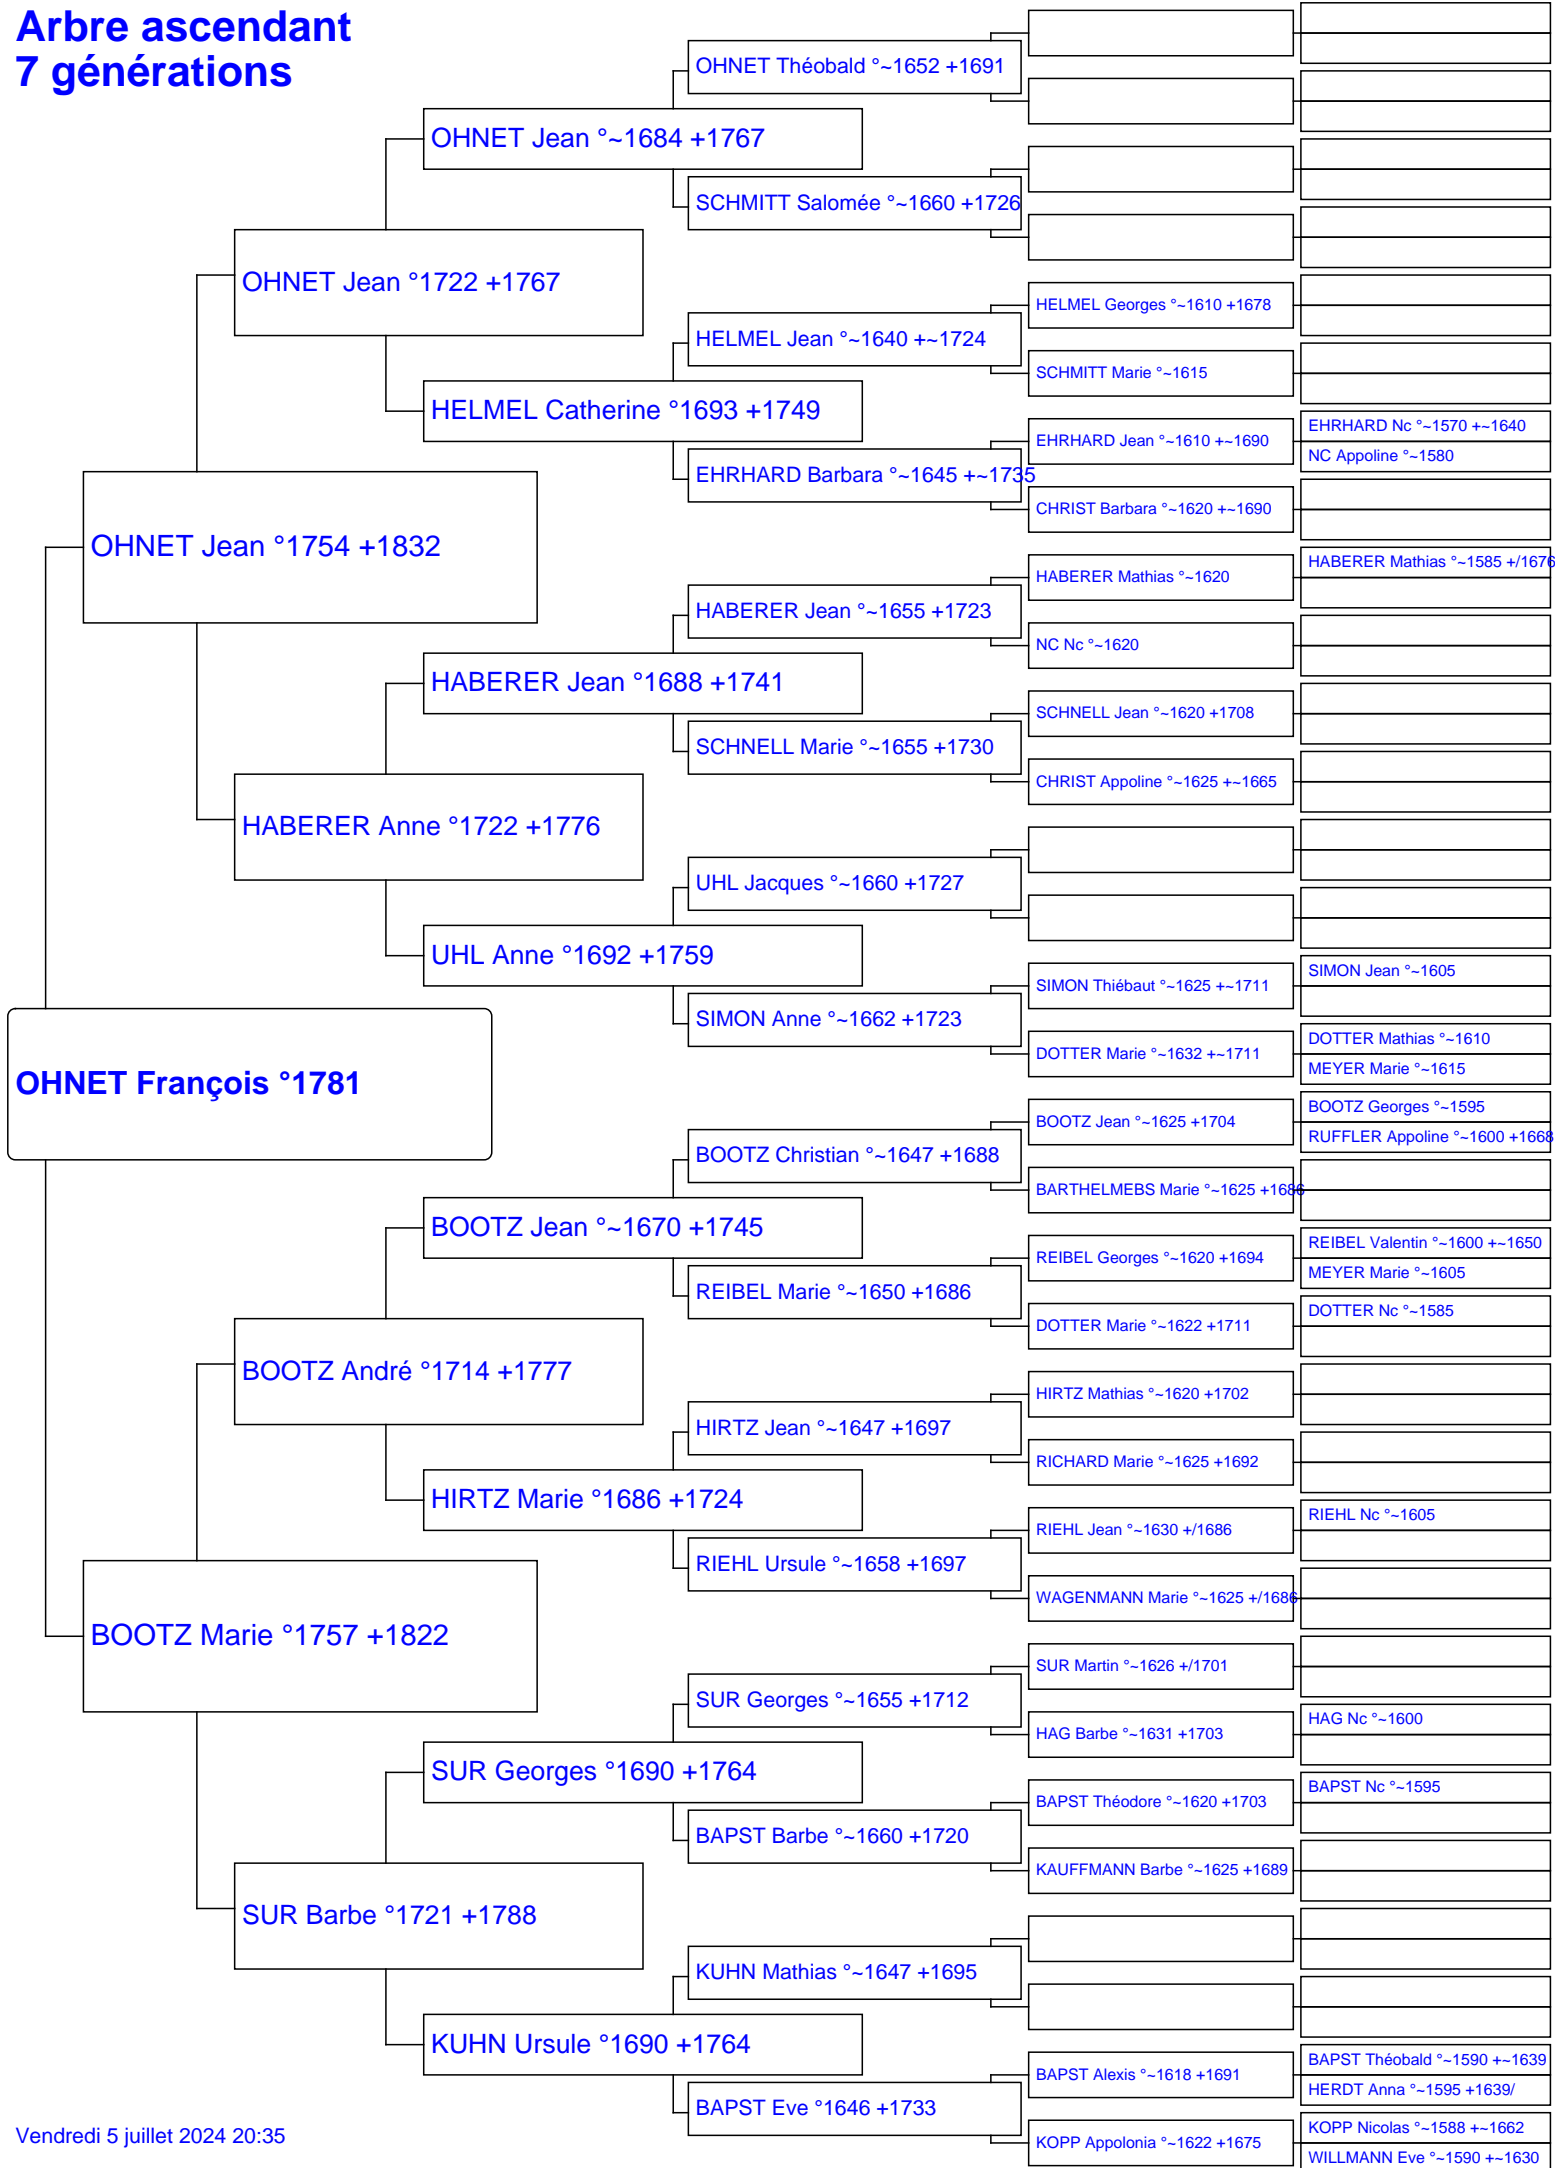 Arbre ascendant
7 générations
OHNET Théobald °~1652 +1691
OHNET Jean °~1684 +1767
SCHMITT Salomée °~1660 +1726
OHNET Jean °1722 +1767
HELMEL Georges °~1610 +1678
HELMEL Jean °~1640 +~1724
SCHMITT Marie °~1615
HELMEL Catherine °1693 +1749
EHRHARD Nc °~1570 +~1640
EHRHARD Jean °~1610 +~1690
NC Appoline °~1580
EHRHARD Barbara °~1645 +~1735
CHRIST Barbara °~1620 +~1690
OHNET Jean °1754 +1832
HABERER Mathias °~1585 +/1676
HABERER Mathias °~1620
HABERER Jean °~1655 +1723
NC Nc °~1620
HABERER Jean °1688 +1741
SCHNELL Jean °~1620 +1708
SCHNELL Marie °~1655 +1730
CHRIST Appoline °~1625 +~1665
HABERER Anne °1722 +1776
UHL Jacques °~1660 +1727
UHL Anne °1692 +1759
SIMON Jean °~1605
SIMON Thiébaut °~1625 +~1711
SIMON Anne °~1662 +1723
DOTTER Mathias °~1610
DOTTER Marie °~1632 +~1711
MEYER Marie °~1615
OHNET François °1781
BOOTZ Georges °~1595
BOOTZ Jean °~1625 +1704
RUFFLER Appoline °~1600 +1668
BOOTZ Christian °~1647 +1688
BARTHELMEBS Marie °~1625 +1686
BOOTZ Jean °~1670 +1745
REIBEL Valentin °~1600 +~1650
REIBEL Georges °~1620 +1694
MEYER Marie °~1605
REIBEL Marie °~1650 +1686
DOTTER Nc °~1585
DOTTER Marie °~1622 +1711
BOOTZ André °1714 +1777
HIRTZ Mathias °~1620 +1702
HIRTZ Jean °~1647 +1697
RICHARD Marie °~1625 +1692
HIRTZ Marie °1686 +1724
RIEHL Nc °~1605
RIEHL Jean °~1630 +/1686
RIEHL Ursule °~1658 +1697
WAGENMANN Marie °~1625 +/1686
BOOTZ Marie °1757 +1822
SUR Martin °~1626 +/1701
SUR Georges °~1655 +1712
HAG Nc °~1600
HAG Barbe °~1631 +1703
SUR Georges °1690 +1764
BAPST Nc °~1595
BAPST Théodore °~1620 +1703
BAPST Barbe °~1660 +1720
KAUFFMANN Barbe °~1625 +1689
SUR Barbe °1721 +1788
KUHN Mathias °~1647 +1695
KUHN Ursule °1690 +1764
BAPST Théobald °~1590 +~1639
BAPST Alexis °~1618 +1691
HERDT Anna °~1595 +1639/
BAPST Eve °1646 +1733
KOPP Nicolas °~1588 +~1662
KOPP Appolonia °~1622 +1675
WILLMANN Eve °~1590 +~1630
Vendredi 5 juillet 2024 20:35